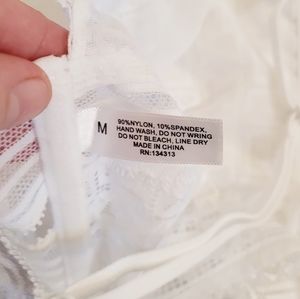 M
90%NYLON, 10%SPANDEX,
HAND WASH, DO NOT WRING
DO NOT BLEACH, LINE DRY
MADE IN CHINA
RN:134313